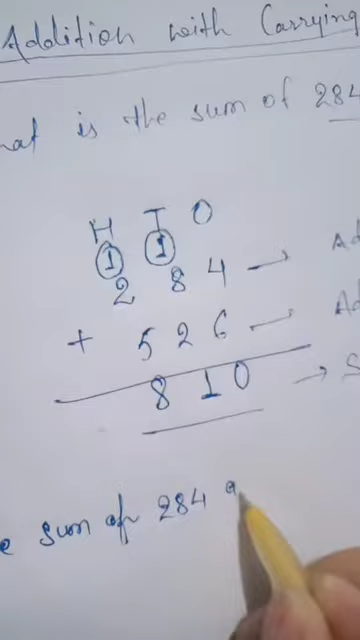 Addition with Carrying
is the sum of 284
H T O
1 1
2 8 4 →
+ 5 2 6 →
8 1 0 →
sum of 284